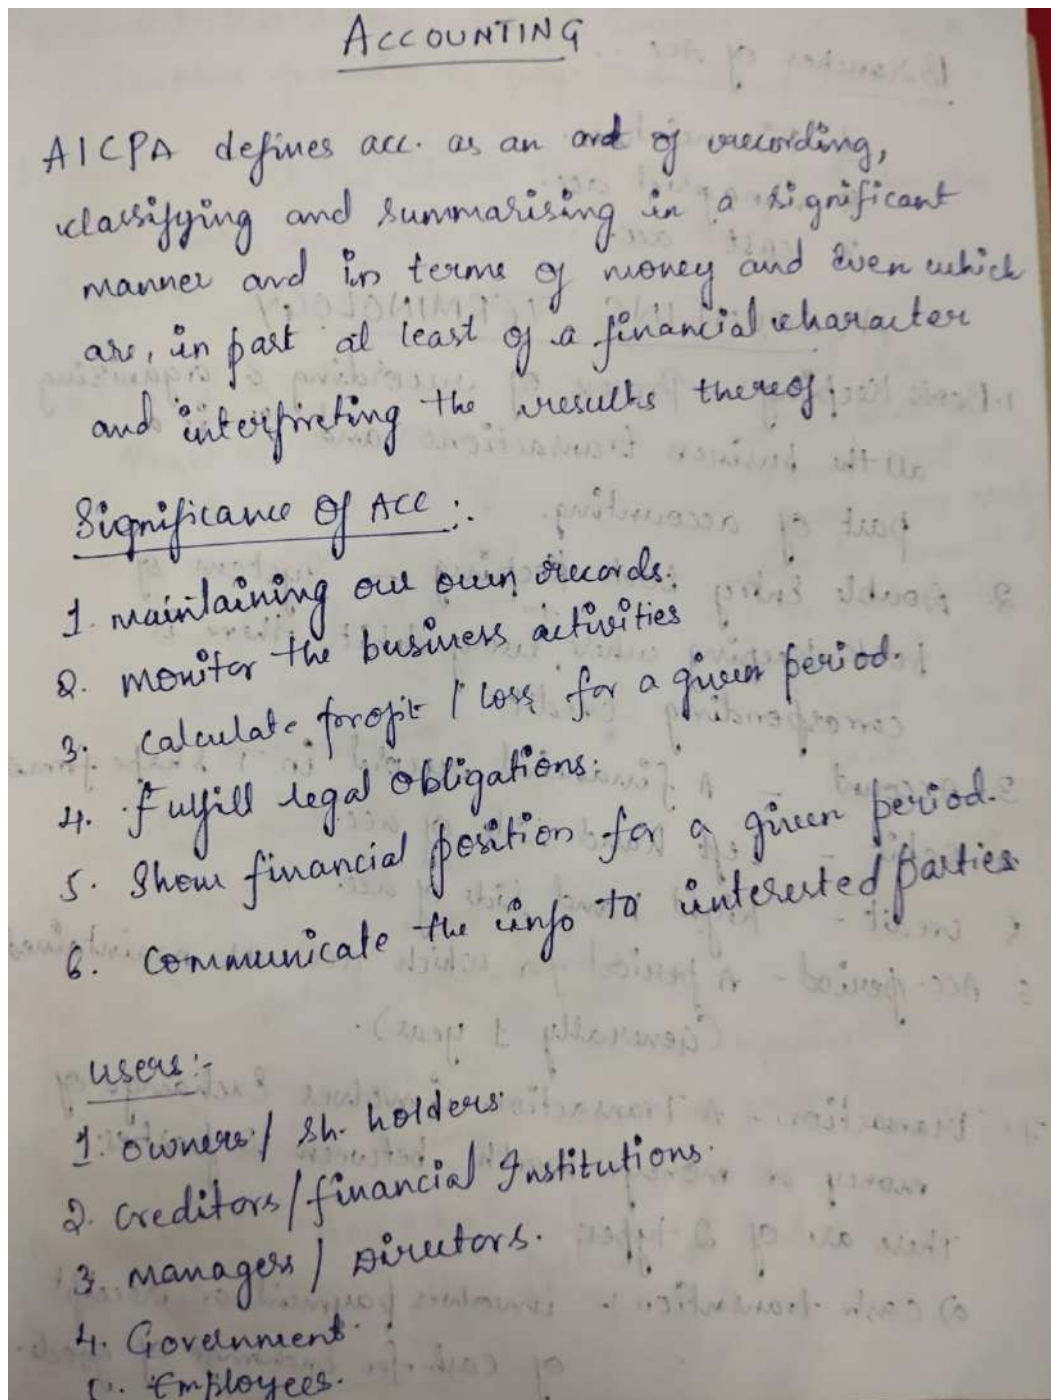 ACCOUNTING
AICPA defines acc. as an art of recording,
classifying and summarising in a significant
manner and in terms of money and even which
are, in part at least of a financial character
and interpreting the results thereof.
Significance Of Acc :.
1. maintaining our own records.
2. monitor the business activities
3. calculate profit / loss for a given period.
4. Fulfill legal obligations.
5. Show financial position for a given period.
6. communicate the info to interested parties.
users:-
1. owners / sh. holders.
2. creditors / financial Institutions.
3. managers / Directors.
4. Government.
5. Employees.